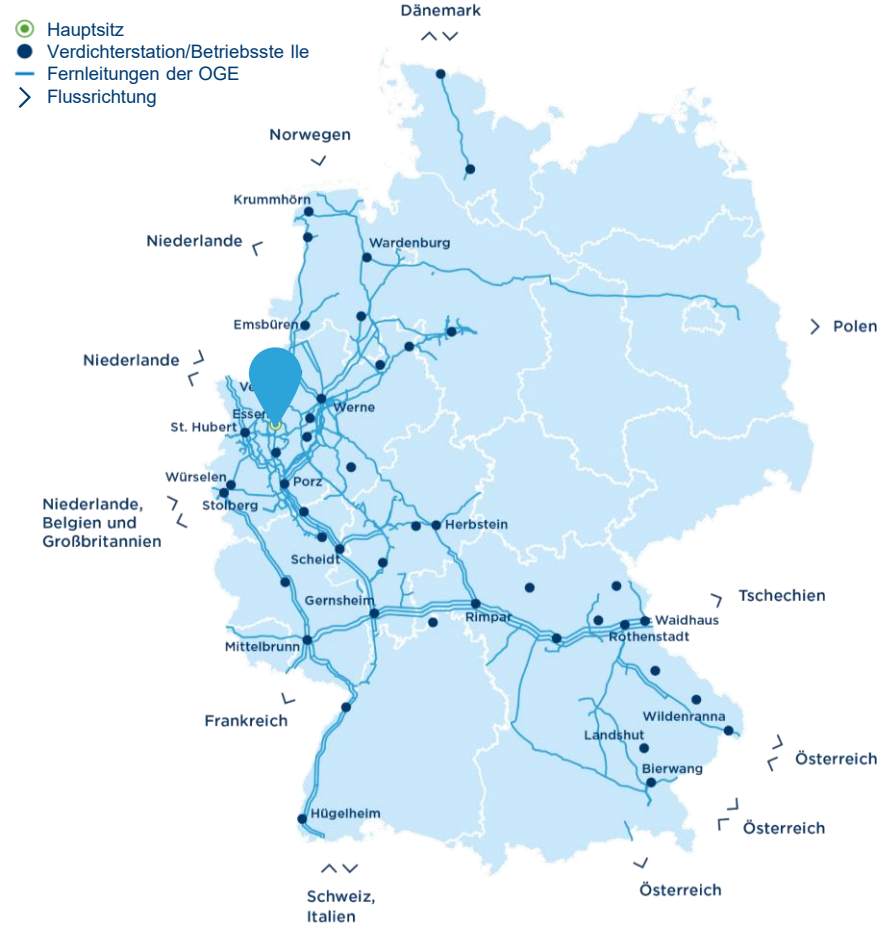 Dänemark
Hauptsitz
Verdichterstation/Betriebsste lle
Fernleitungen der OGE
Flussrichtung
Norwegen
Krummhörn
Niederlande
Wardenburg
Emsbüren
Polen
Niederlande
Ve
Essen
Werne
St. Hubert
Würselen
Porz
Stolberg
Niederlande,
Belgien und
Großbritannien
Herbstein
Scheidt
Tschechien
Gernsheim
Rimpar
Waidhaus
Rothenstadt
Mittelbrunn
Frankreich
Wildenranna
Landshut
Österreich
Bierwang
Hügelheim
Österreich
Österreich
Schweiz,
Italien